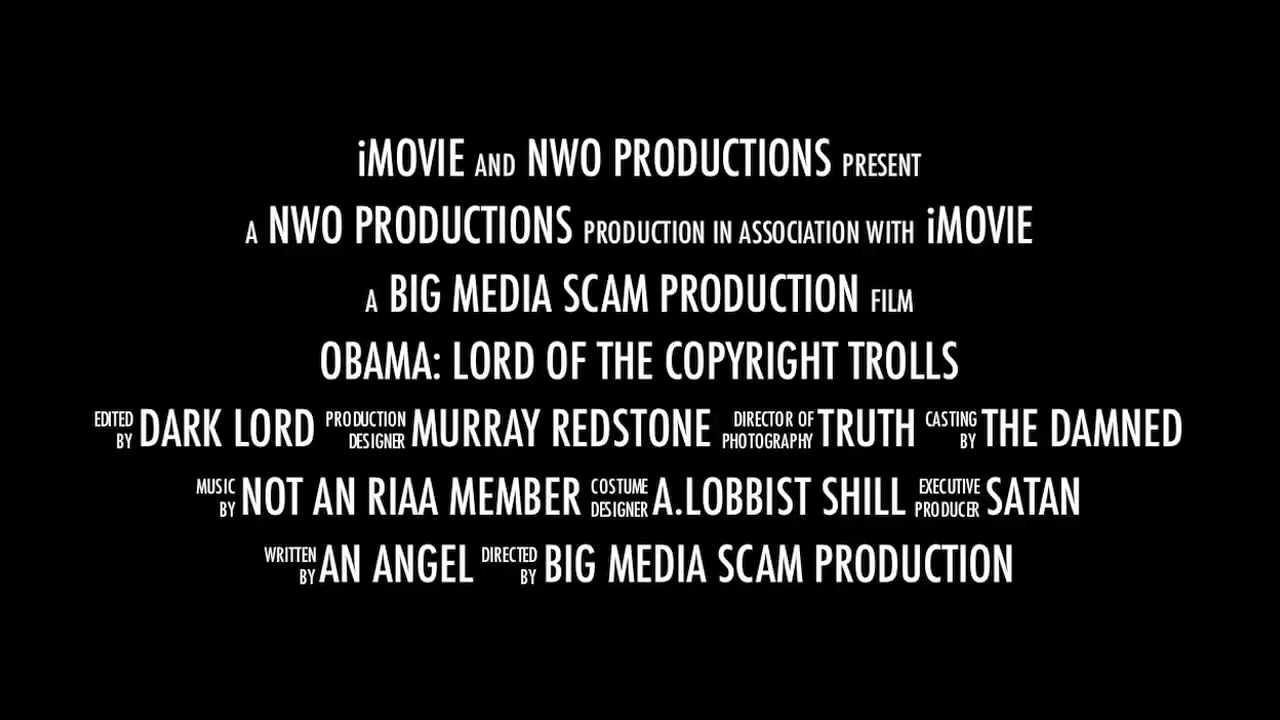 iMOVIE AND NWO PRODUCTIONS PRESENT
A NWO PRODUCTIONS PRODUCTION IN ASSOCIATION WITH iMOVIE
A BIG MEDIA SCAM PRODUCTION FILM
OBAMA: LORD OF THE COPYRIGHT TROLLS
EDITED BY DARK LORD PRODUCTION DESIGNER MURRAY REDSTONE DIRECTOR OF PHOTOGRAPHY TRUTH CASTING BY THE DAMNED
MUSIC BY NOT AN RIAA MEMBER COSTUME DESIGNER A.LOBBIST SHILL EXECUTIVE PRODUCER SATAN
WRITTEN BY AN ANGEL DIRECTED BY BIG MEDIA SCAM PRODUCTION